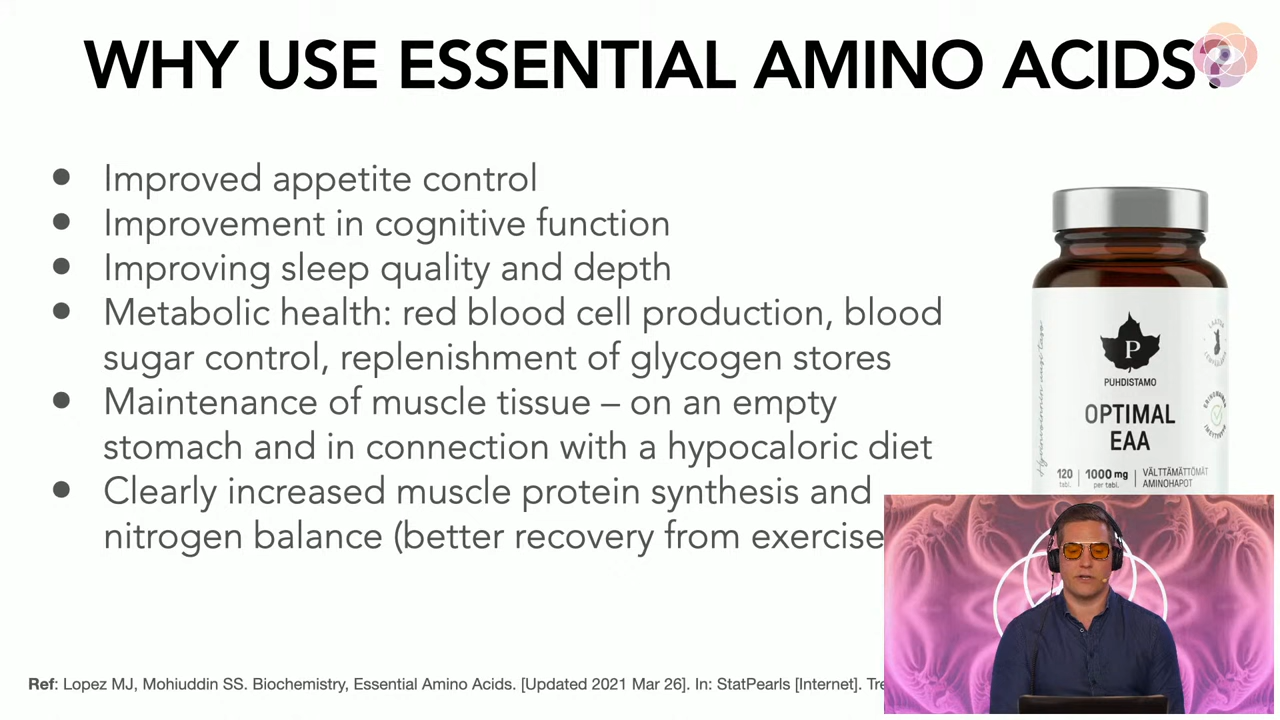 WHY USE ESSENTIAL AMINO ACIDS?
● Improved appetite control
● Improvement in cognitive function
● Improving sleep quality and depth
● Metabolic health: red blood cell production, blood
sugar control, replenishment of glycogen stores
● Maintenance of muscle tissue – on an empty
stomach and in connection with a hypocaloric diet
● Clearly increased muscle protein synthesis and
nitrogen balance (better recovery from exercise
P
PUHDISTAMO
OPTIMAL
EAA
120 tabl.
1000 mg per tabl.
VÄLTTÄMÄTTÖMÄT
AMINOHAPOT
Ref: Lopez MJ, Mohiuddin SS. Biochemistry, Essential Amino Acids. [Updated 2021 Mar 26]. In: StatPearls [Internet].